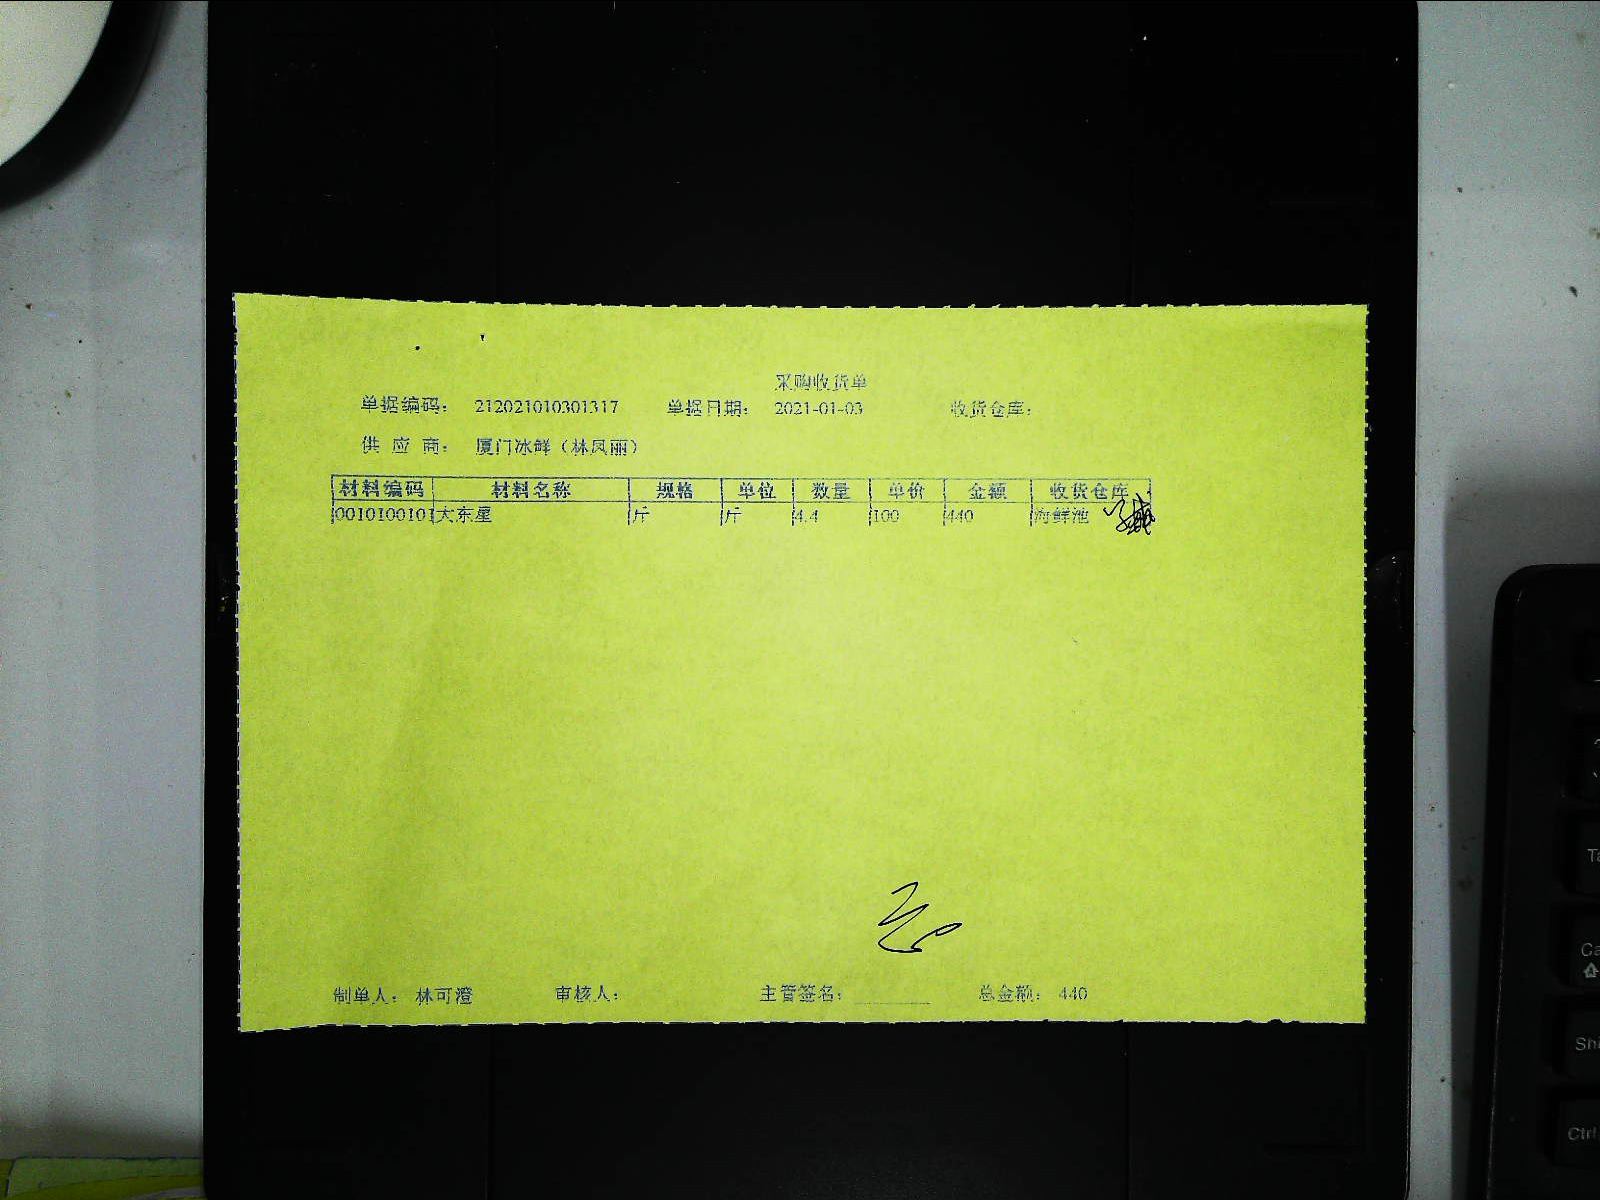 采购收货单
单据编码： 212021010301317 单据日期： 2021-01-03 收货仓库：
供 应 商： 厦门冰鲜（林凤丽）
材料编码 材料名称 规格 单位 数量 单价 金额 收货仓库
0010100101 大东星 斤 斤 4.4 100 440 海鲜池
制单人： 林可澄 审核人： 主管签名： 总金额： 440
Shi
Ctrl